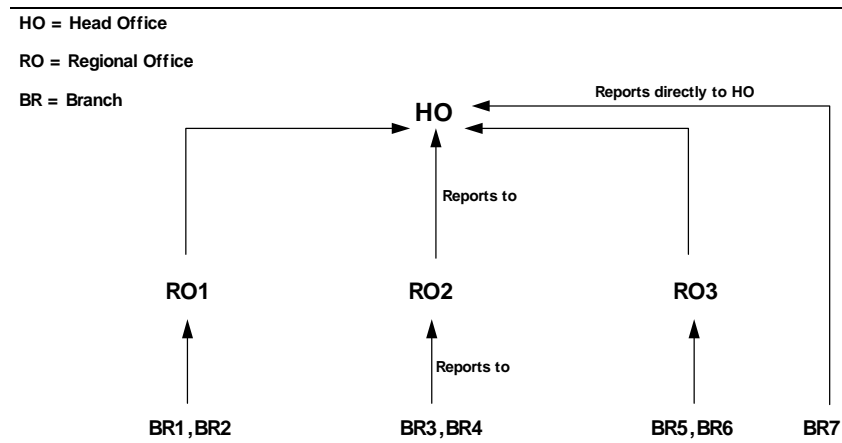 HO = Head Office
RO = Regional Office
BR = Branch
Reports directly to HO
HO
Reports to
RO1
RO2
RO3
Reports to
BR1,BR2
BR3,BR4
BR5,BR6
BR7